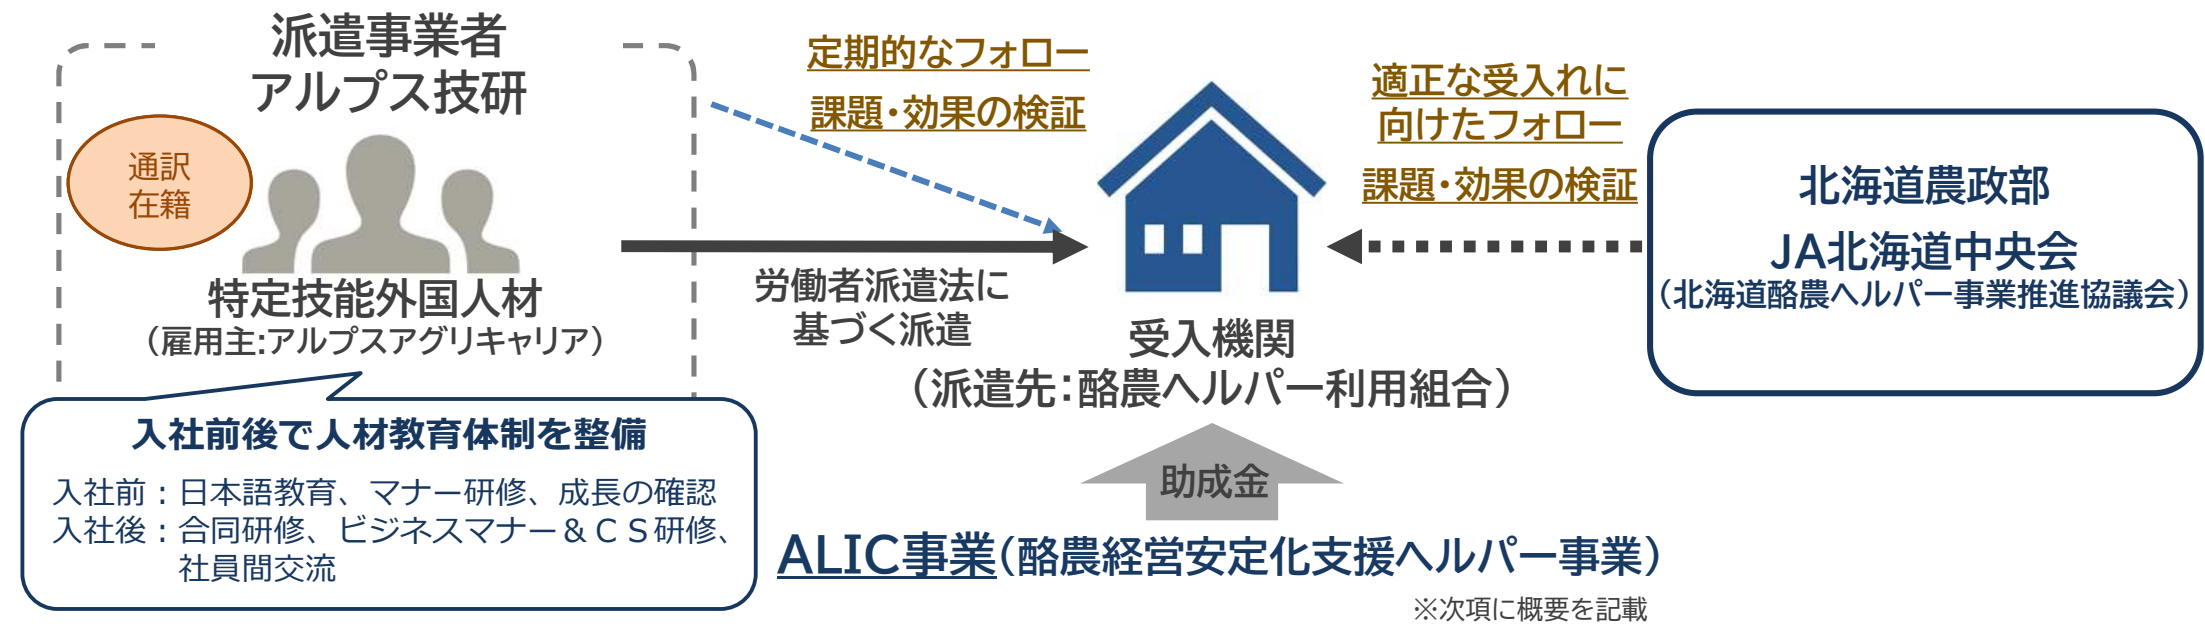 派遣事業者
アルプス技研
通訳
在籍
特定技能外国人材
（雇用主:アルプスアグリキャリア）
入社前後で人材教育体制を整備
入社前：日本語教育、マナー研修、成長の確認
入社後：合同研修、ビジネスマナー＆ＣＳ研修、
社員間交流
定期的なフォロー
課題・効果の検証
労働者派遣法に
基づく派遣
受入機関
（派遣先：酪農ヘルパー利用組合）
適正な受入れに
向けたフォロー
課題・効果の検証
北海道農政部
JA北海道中央会
（北海道酪農ヘルパー事業推進協議会）
助成金
ALIC事業（酪農経営安定化支援ヘルパー事業）
※次項に概要を記載